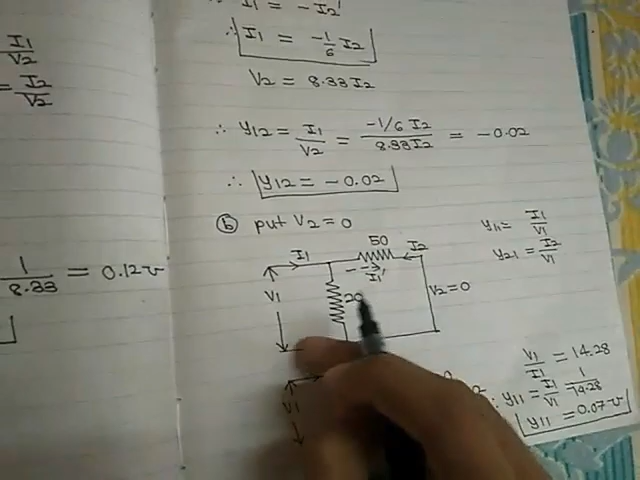 ∴ I1 = -I2'
∴ I1 = -1/6 I2
V2 = 8.33 I2
∴ Y12 = I1/V2 = -1/6 I2 / 8.33 I2 = -0.02
∴ Y12 = -0.02
(b) put V2 = 0
I1/V2
= I2/V2
1/8.33 = 0.12 ʊ
Y11 = I1/V1
Y21 = I2/V1
I1
50
I2
I1'
V1
20
V2=0
V1
V1/I1 = 14.28
∴ Y11 = I1/V1 = 1/14.28
Y11 = 0.07 ʊ